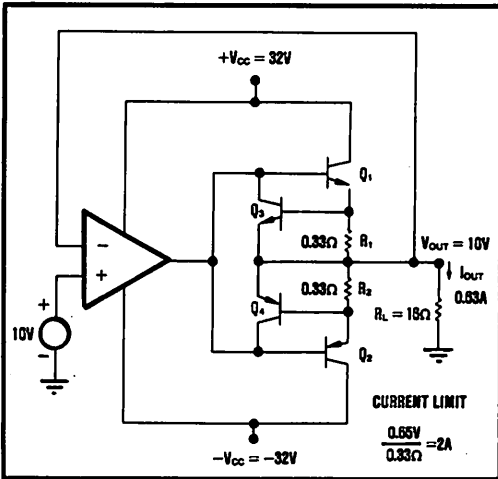 +VCC = 32V
Q1
Q3
0.33Ω R1
VOUT = 10V
−
+
IOUT
0.63A
0.33Ω R2
Q4
RL = 16Ω
+
10V
−
Q2
CURRENT LIMIT
0.65V
0.33Ω
=2A
−VCC = −32V